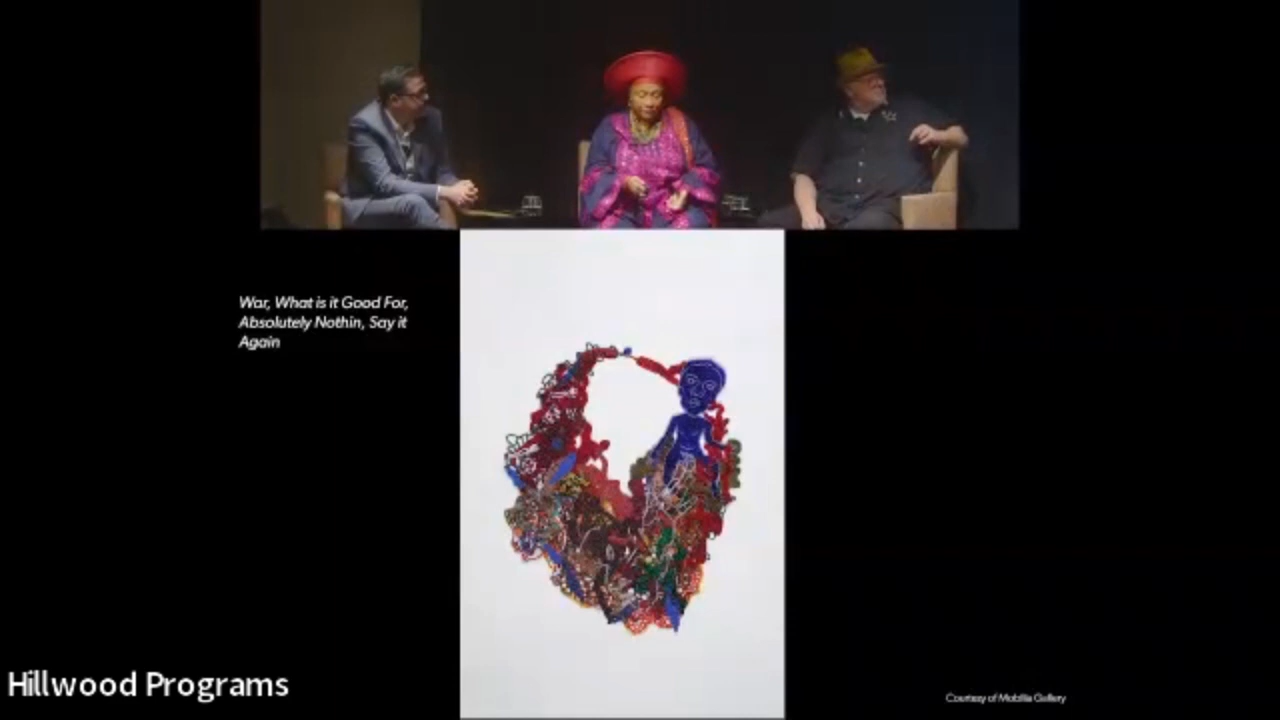 War, What is it Good For,
Absolutely Nothin, Say it
Again
Hillwood Programs
Courtesy of Mobilia Gallery